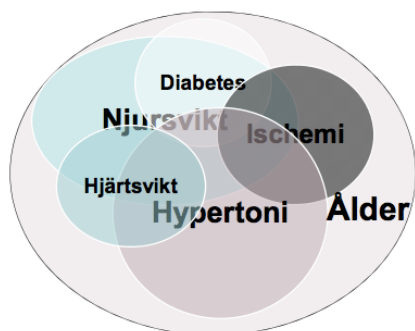 Diabetes
Njursvikt
Ischemi
Hjärtsvikt
Hypertoni
Ålder